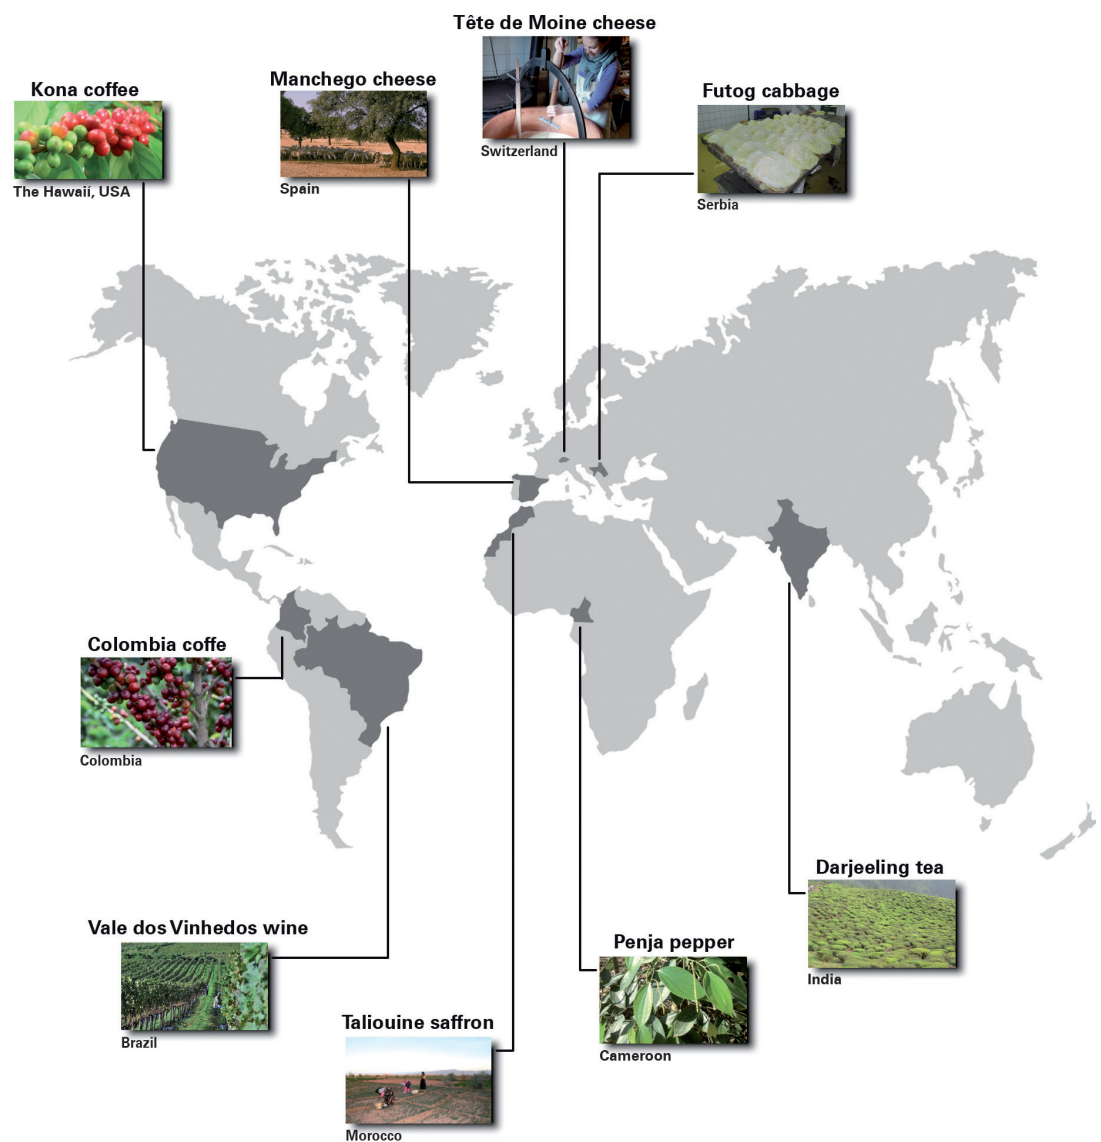 Tête de Moine cheese
Switzerland
Kona coffee
The Hawaií, USA
Manchego cheese
Spain
Futog cabbage
Serbia
Colombia coffe
Colombia
Darjeeling tea
India
Vale dos Vinhedos wine
Brazil
Penja pepper
Cameroon
Taliouine saffron
Morocco